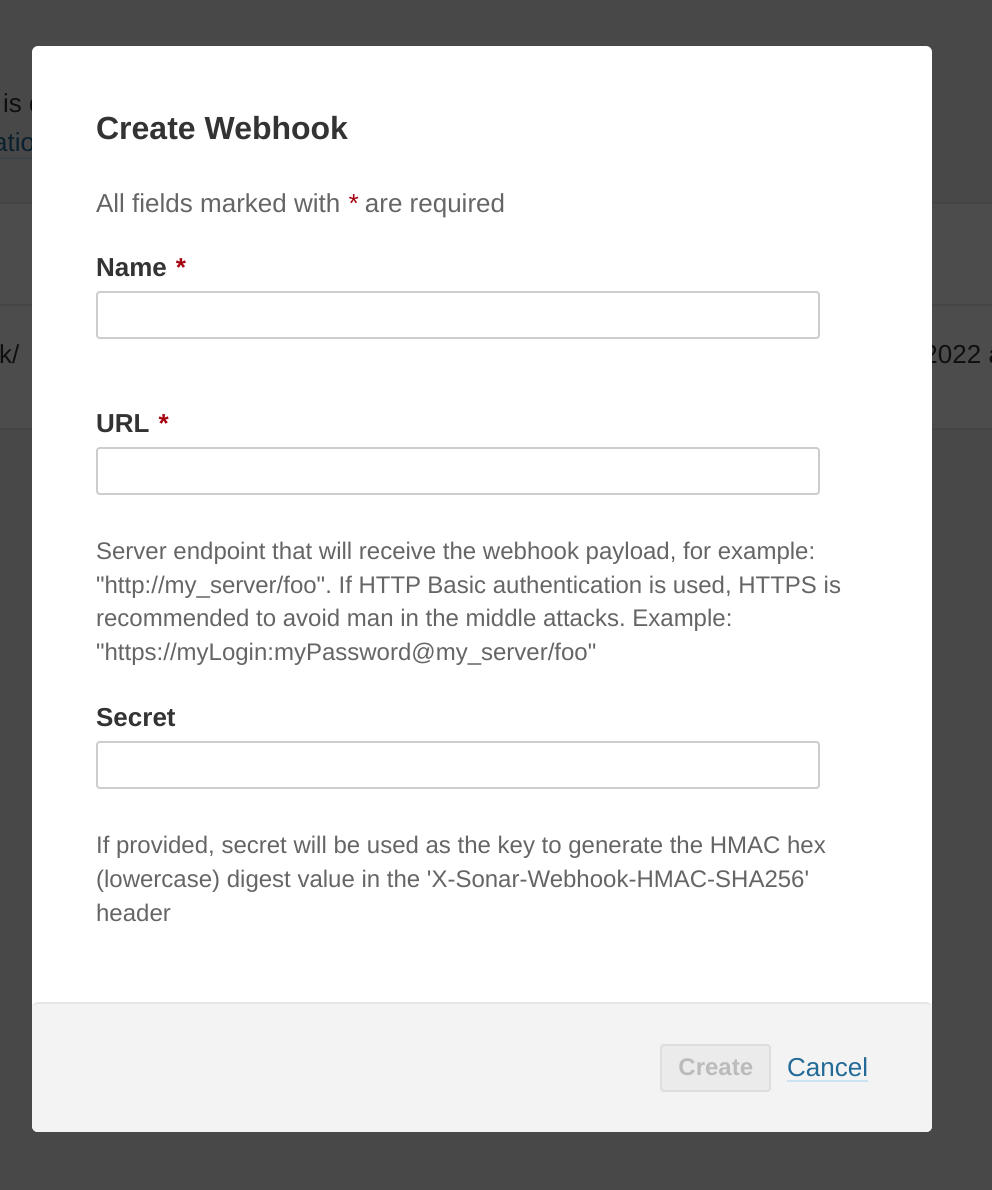 Create Webhook
All fields marked with * are required
Name *
URL *
Server endpoint that will receive the webhook payload, for example:
"http://my_server/foo". If HTTP Basic authentication is used, HTTPS is
recommended to avoid man in the middle attacks. Example:
"https://myLogin:myPassword@my_server/foo"
Secret
If provided, secret will be used as the key to generate the HMAC hex
(lowercase) digest value in the 'X-Sonar-Webhook-HMAC-SHA256'
header
Create Cancel
is
k/
2022